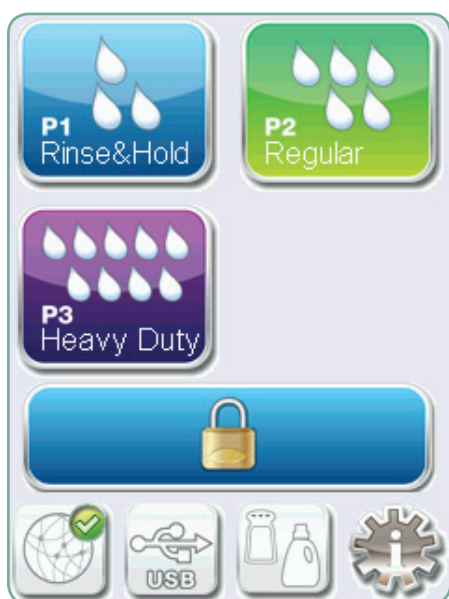 P1
Rinse&Hold
P2
Regular
P3
Heavy Duty
USB
i